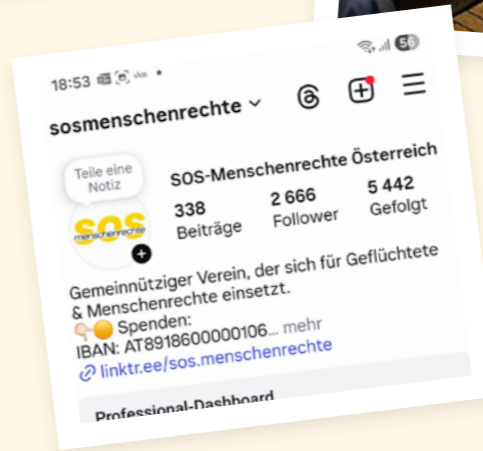 18:53
56
sosmenschenrechte
Teile eine
Notiz
SOS-Menschenrechte Österreich
338 2 666 5 442
Beiträge Follower Gefolgt
SOS
menschenrechte
Gemeinnütziger Verein, der sich für Geflüchtete
& Menschenrechte einsetzt.
Spenden:
IBAN: AT8918600000106... mehr
linktr.ee/sos.menschenrechte
Professional-Dashboard